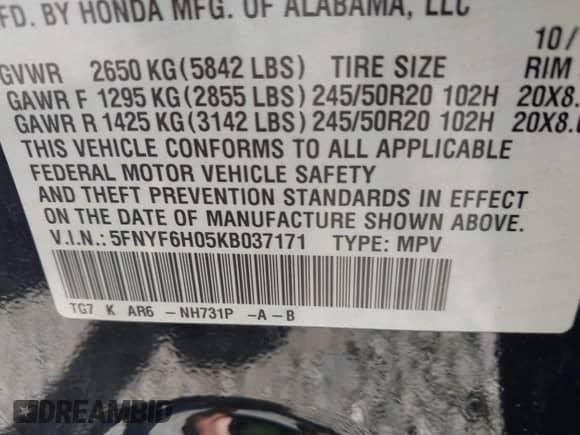 FD. BY HONDA MFG. OF ALABAMA, LLC
10/
GVWR 2650 KG (5842 LBS) TIRE SIZE RIM
GAWR F 1295 KG (2855 LBS) 245/50R20 102H 20X8.
GAWR R 1425 KG (3142 LBS) 245/50R20 102H 20X8.
THIS VEHICLE CONFORMS TO ALL APPLICABLE
FEDERAL MOTOR VEHICLE SAFETY
AND THEFT PREVENTION STANDARDS IN EFFECT
ON THE DATE OF MANUFACTURE SHOWN ABOVE.
V.I.N.: 5FNYF6H05KB037171 TYPE: MPV
TG7 K AR6 -NH731P -A-B
DREAMBID